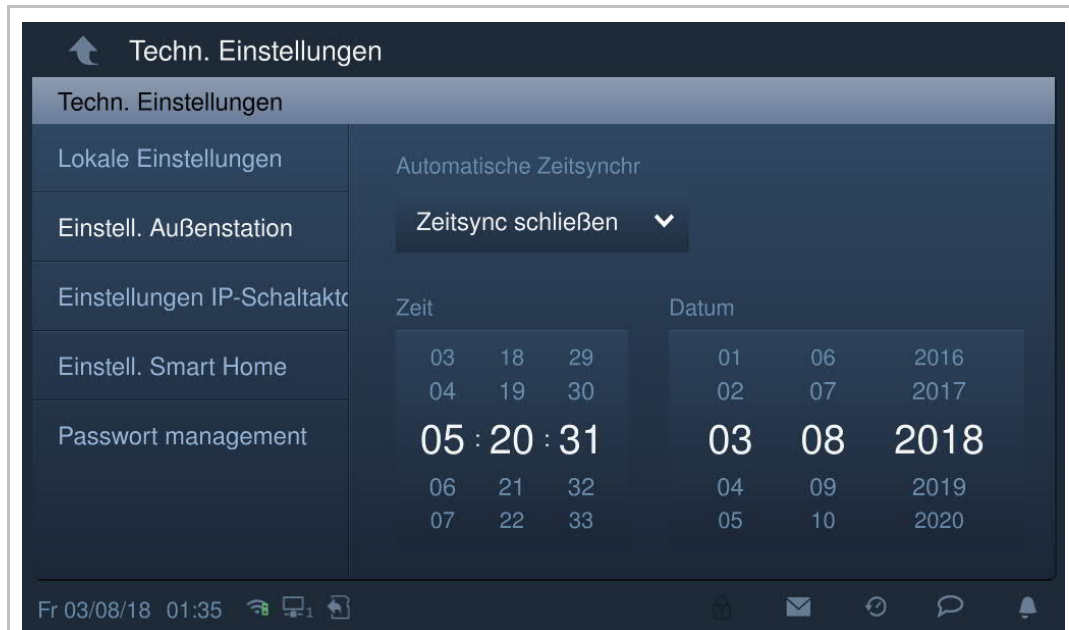 Techn. Einstellungen
Techn. Einstellungen
Lokale Einstellungen
Einstell. Außenstation
Einstellungen IP-Schaltakto
Einstell. Smart Home
Passwort management
Automatische Zeitsynchr
Zeitsync schließen
Zeit
03 18 29
04 19 30
05 : 20 : 31
06 21 32
07 22 33
Datum
01 06 2016
02 07 2017
03 08 2018
04 09 2019
05 10 2020
Fr 03/08/18 01:35 1